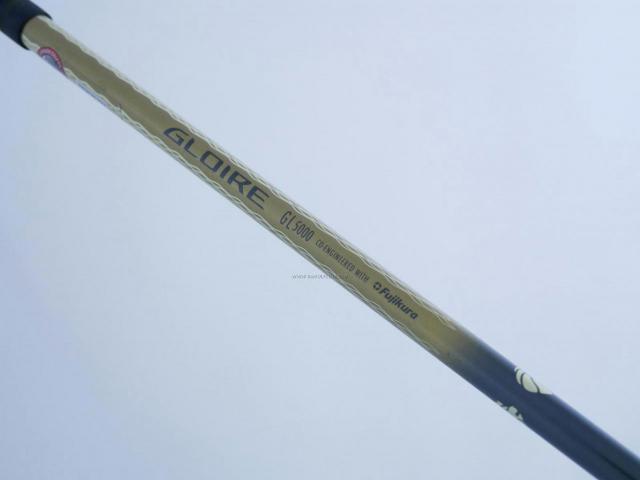 GLOIRE GL5000 CO-ENGINEERED WITH Fujikura